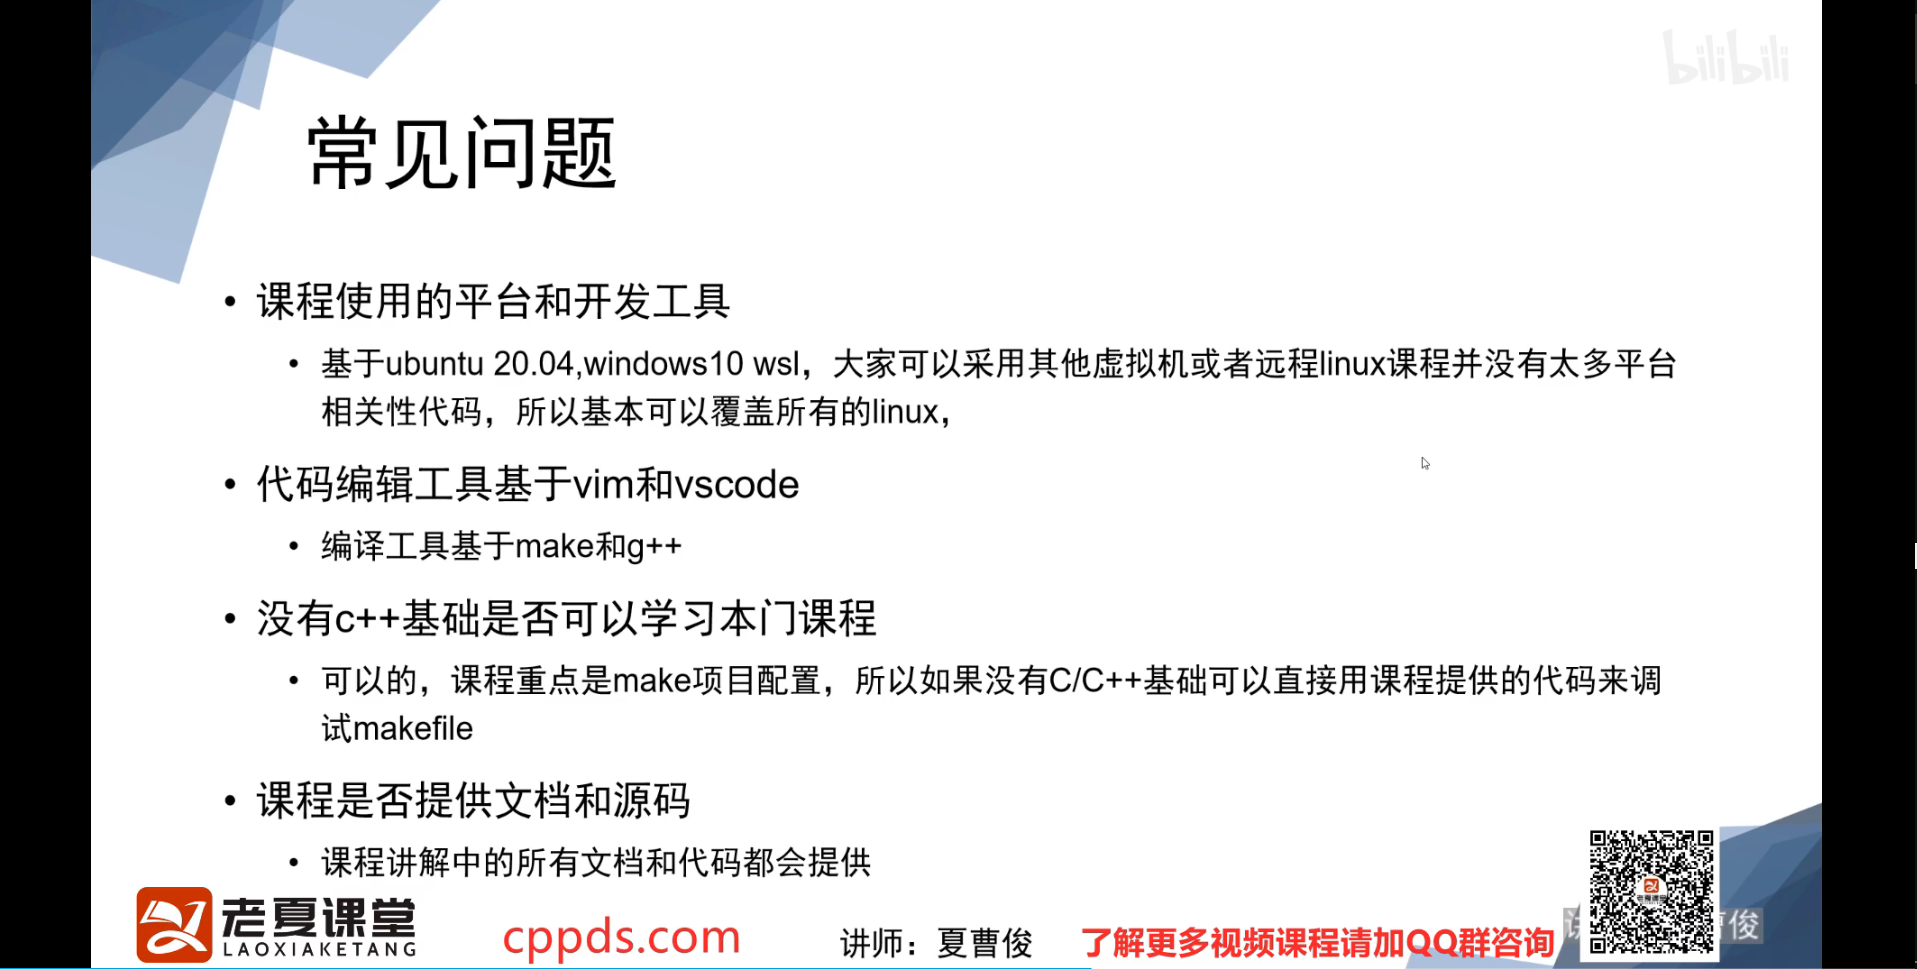 bilibili
常见问题
• 课程使用的平台和开发工具
• 基于ubuntu 20.04,windows10 wsl，大家可以采用其他虚拟机或者远程linux课程并没有太多平台
相关性代码，所以基本可以覆盖所有的linux，
• 代码编辑工具基于vim和vscode
• 编译工具基于make和g++
• 没有c++基础是否可以学习本门课程
• 可以的，课程重点是make项目配置，所以如果没有C/C++基础可以直接用课程提供的代码来调
试makefile
• 课程是否提供文档和源码
• 课程讲解中的所有文档和代码都会提供
老夏课堂
LAOXIAKETANG
cppds.com
讲师：夏曹俊
了解更多视频课程请加QQ群咨询
俊